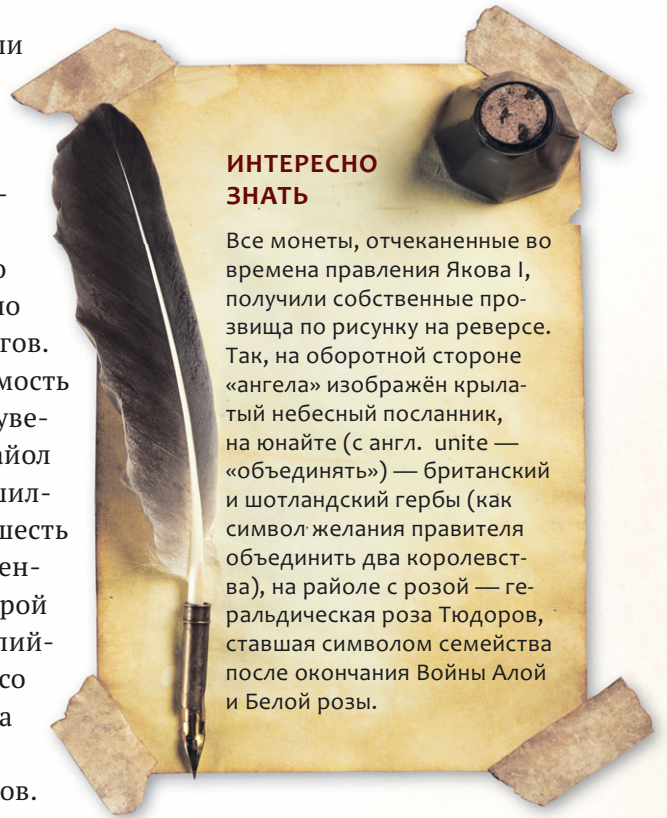 ли
-
о
но
гов.
мость
уве-
айол
шил-
шесть
ен-
рой
лий-
со
а
ов.
ИНТЕРЕСНО
ЗНАТЬ
Все монеты, отчеканенные во
времена правления Якова I,
получили собственные про-
звища по рисунку на реверсе.
Так, на оборотной стороне
«ангела» изображён крыла-
тый небесный посланник,
на юнайте (с англ. unite —
«объединять») — британский
и шотландский гербы (как
символ желания правителя
объединить два королевст-
ва), на райоле с розой — ге-
ральдическая роза Тюдоров,
ставшая символом семейства
после окончания Войны Алой
и Белой розы.